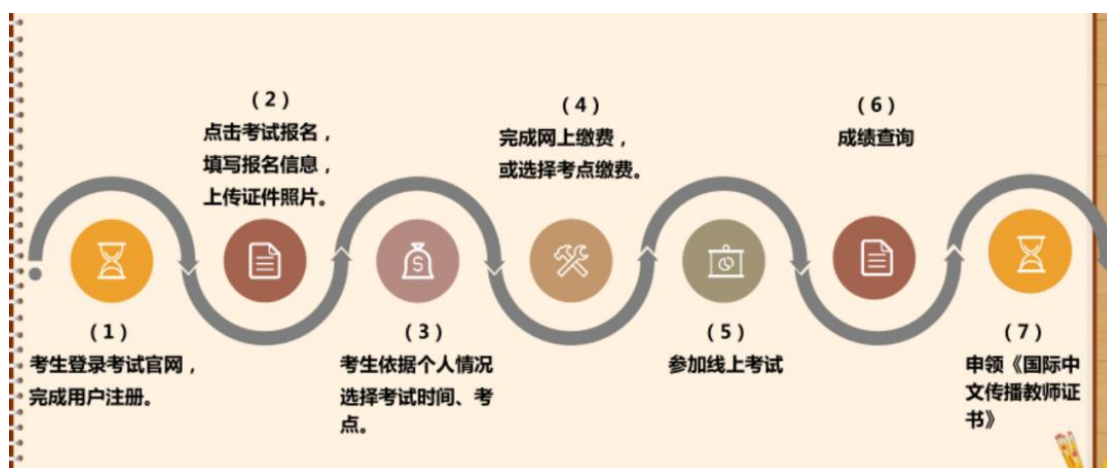 （1）
考生登录考试官网，
完成用户注册。
（2）
点击考试报名，
填写报名信息，
上传证件照片。
（3）
考生依据个人情况
选择考试时间、考
点。
（4）
完成网上缴费，
或选择考点缴费。
（5）
参加线上考试
（6）
成绩查询
（7）
申领《国际中
文传播教师证
书》